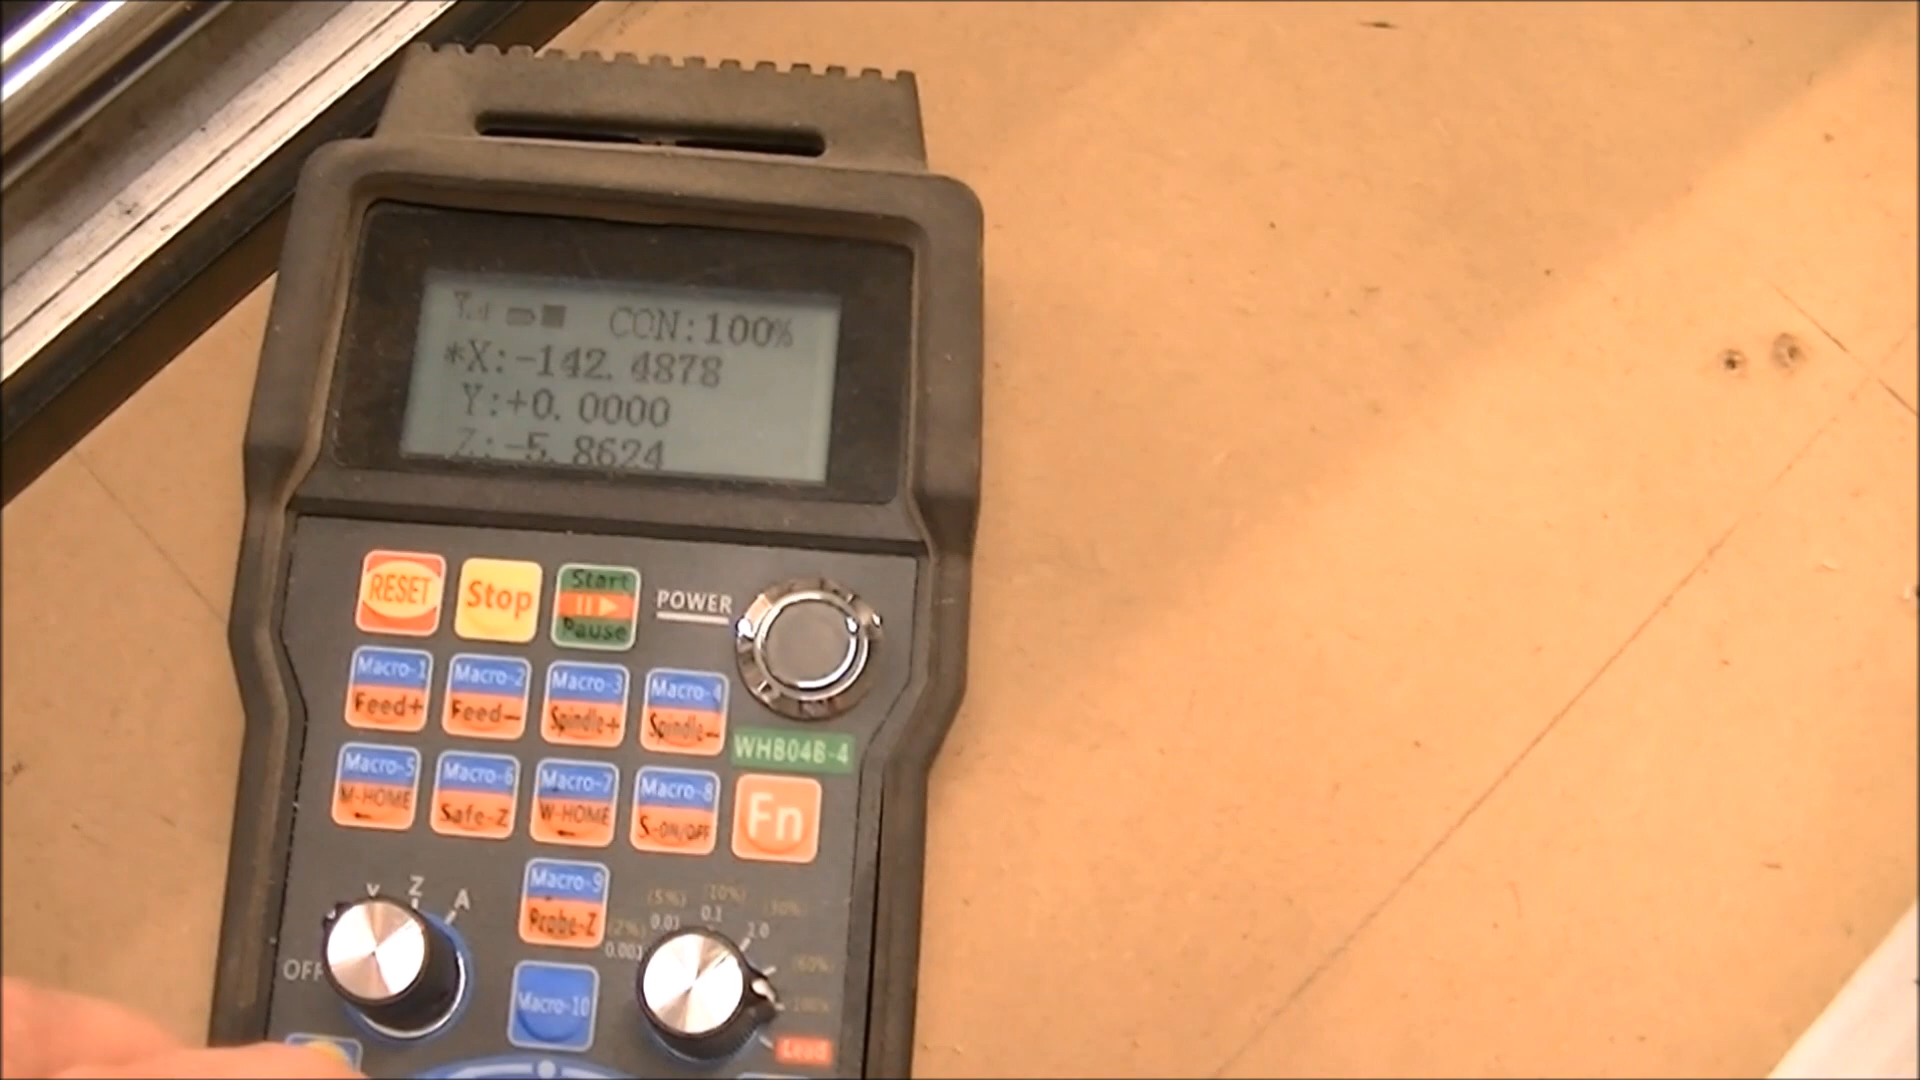 CON:100%
*X:-142.4878
Y:+0.0000
Z:-5.8624
RESET
Stop
Start
Pause
POWER
Macro-1
Feed+
Macro-2
Feed-
Macro-3
Spindle+
Macro-4
Spindle-
WHB04B-4
Macro-5
M-HOME
Macro-6
Safe-Z
Macro-7
W-HOME
Macro-8
S-ON/OFF
Fn
Macro-9
Probe-Z
Macro-10
OFF
Y
Z
A
(2%)
0.001
(5%)
0.01
(10%)
0.1
(30%)
1.0
(60%)
100%
Lead